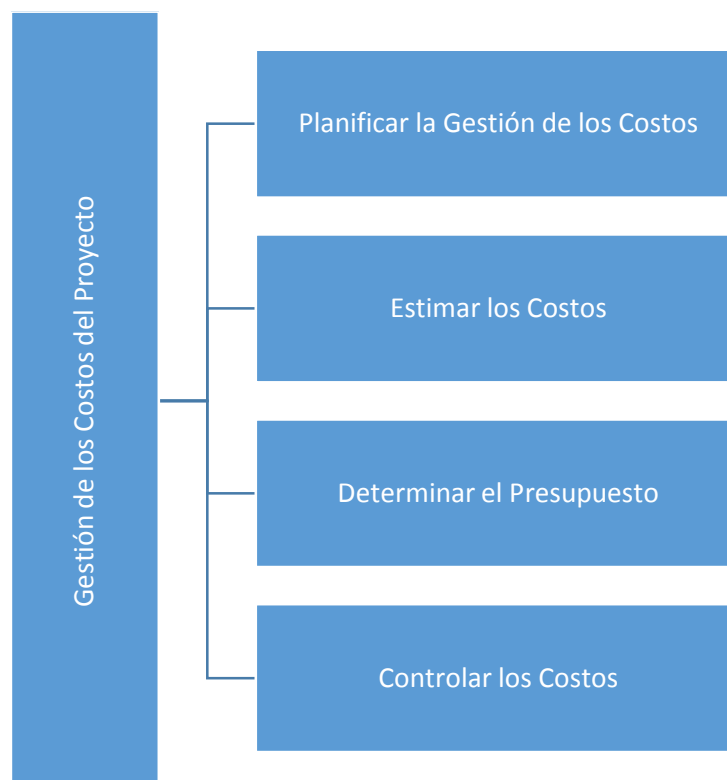 Gestión de los Costos del Proyecto
Planificar la Gestión de los Costos
Estimar los Costos
Determinar el Presupuesto
Controlar los Costos